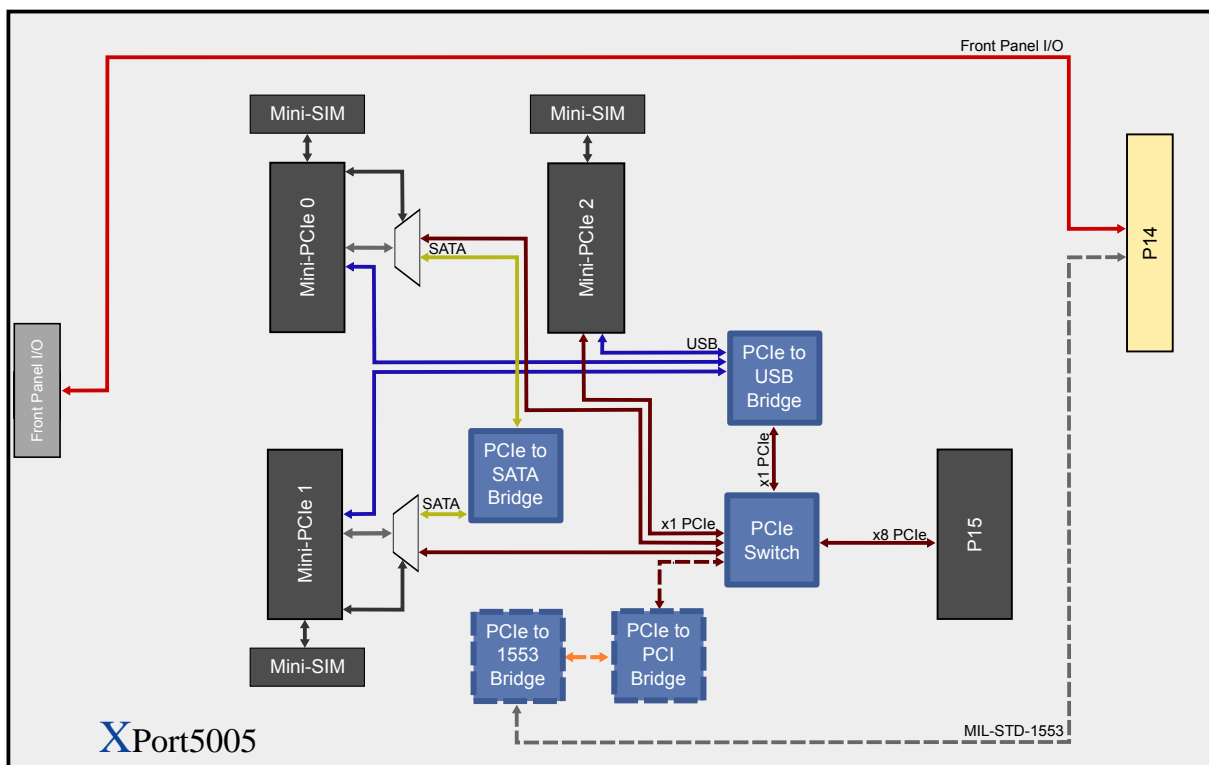 Front Panel I/O
Mini-SIM
Mini-SIM
Mini-PCIe 0
Mini-PCIe 2
P14
SATA
Front Panel I/O
USB
PCIe to
USB
Bridge
x1 PCIe
PCIe to
SATA
Bridge
Mini-PCIe 1
SATA
x1 PCIe
PCIe
Switch
x8 PCIe
P15
PCIe to
1553
Bridge
PCIe to
PCI
Bridge
Mini-SIM
MIL-STD-1553
XPort5005